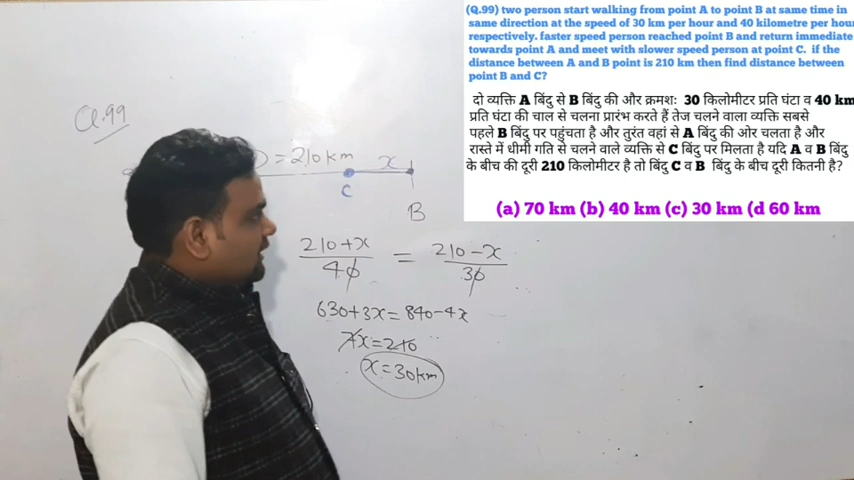 (Q.99) two person start walking from point A to point B at same time in
same direction at the speed of 30 km per hour and 40 kilometre per hour
respectively. faster speed person reached point B and return immediate
towards point A and meet with slower speed person at point C. if the
distance between A and B point is 210 km then find distance between
point B and C?
दो व्यक्ति A बिंदु से B बिंदु की और क्रमशः 30 किलोमीटर प्रति घंटा व 40 km
प्रति घंटा की चाल से चलना प्रारंभ करते हैं तेज चलने वाला व्यक्ति सबसे
पहले B बिंदु पर पहुंचता है और तुरंत वहां से A बिंदु की ओर चलता है और
रास्ते में धीमी गति से चलने वाले व्यक्ति से C बिंदु पर मिलता है यदि A व B बिंदु
के बीच की दूरी 210 किलोमीटर है तो बिंदु C व B बिंदु के बीच दूरी कितनी है?
(a) 70 km (b) 40 km (c) 30 km (d 60 km
Q.99
= 210 km
x
C
B
210+x = 210-x
40 30
630+3x = 840-4x
7x = 210
x = 30km